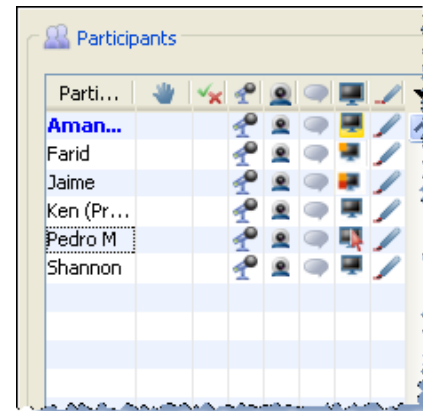 Participants
Parti...
Aman...
Farid
Jaime
Ken (Pr...
Pedro M
Shannon